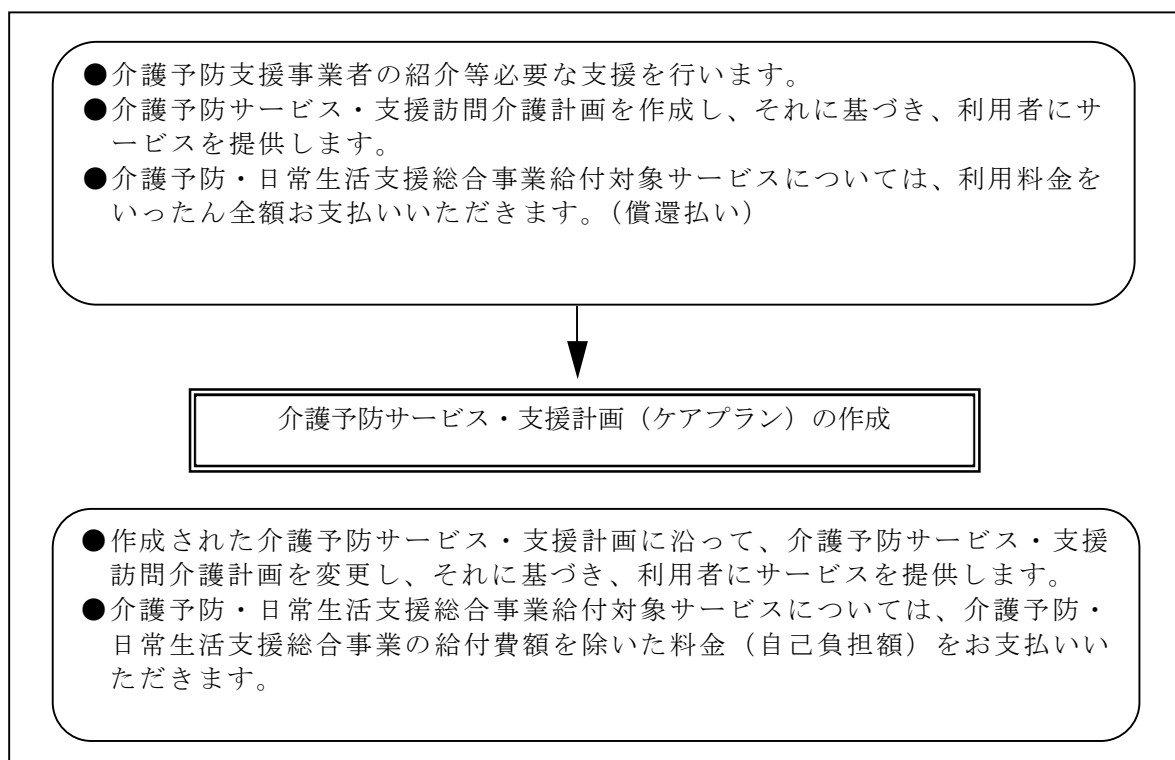 ●介護予防支援事業者の紹介等必要な支援を行います。
●介護予防サービス・支援訪問介護計画を作成し、それに基づき、利用者にサ
ービスを提供します。
●介護予防・日常生活支援総合事業給付対象サービスについては、利用料金を
いったん全額お支払いいただきます。（償還払い）
介護予防サービス・支援計画（ケアプラン）の作成
●作成された介護予防サービス・支援計画に沿って、介護予防サービス・支援
訪問介護計画を変更し、それに基づき、利用者にサービスを提供します。
●介護予防・日常生活支援総合事業給付対象サービスについては、介護予防・
日常生活支援総合事業の給付費額を除いた料金（自己負担額）をお支払いい
ただきます。